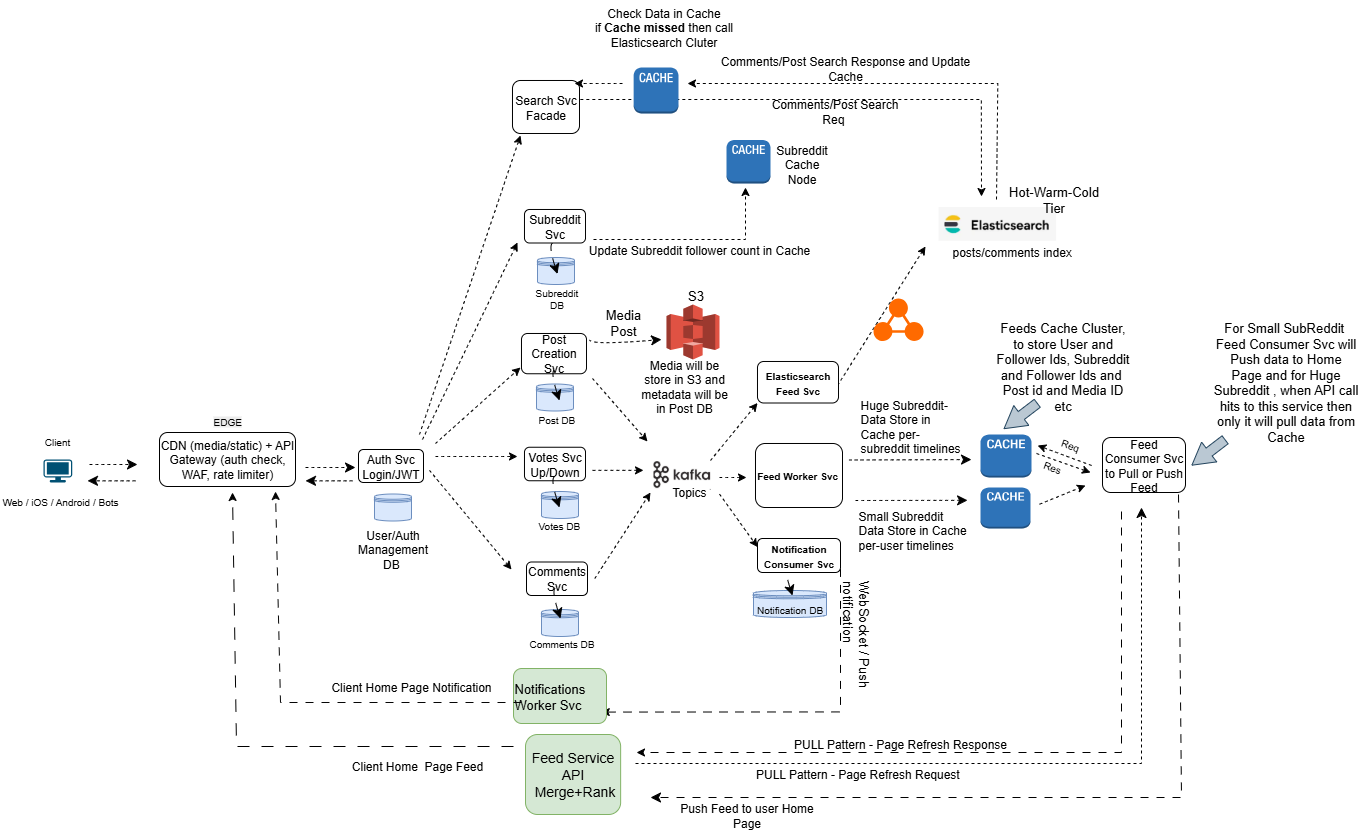 Check Data in Cache
if Cache missed then call
Elasticsearch Cluter
CACHE
Comments/Post Search Response and Update
Cache
Comments/Post Search
Req
Search Svc
Facade
CACHE
Subreddit
Cache
Node
Hot-Warm-Cold
Tier
Elasticsearch
posts/comments index
Subreddit
Svc
Update Subreddit follower count in Cache
Subreddit
DB
S3
Media
Post
Post
Creation
Svc
Media will be
store in S3 and
metadata will be
in Post DB
Post DB
Feeds Cache Cluster,
to store User and
Follower Ids, Subreddit
and Follower Ids and
Post id and Media ID
etc
For Small SubReddit
Feed Consumer Svc will
Push data to Home
Page and for Huge
Subreddit , when API call
hits to this service then
only it will pull data from
Cache
Elasticsearch
Feed Svc
Huge Subreddit-
Data Store in
Cache per-
subreddit timelines
EDGE
CDN (media/static) + API
Gateway (auth check,
WAF, rate limiter)
Client
Web / iOS / Android / Bots
Auth Svc
Login/JWT
User/Auth
Management
DB
Votes Svc
Up/Down
Votes DB
kafka
Topics
Feed Worker Svc
CACHE
CACHE
Req
Res
Feed
Consumer Svc
to Pull or Push
Feed
Small Subreddit
Data Store in Cache
per-user timelines
Notification
Consumer Svc
Notification DB
WebSocket / Push
notification
Comments
Svc
Comments DB
Client Home Page Notification
Notifications
Worker Svc
Client Home  Page Feed
Feed Service
API
Merge+Rank
PULL Pattern - Page Refresh Response
PULL Pattern - Page Refresh Request
Push Feed to user Home
Page